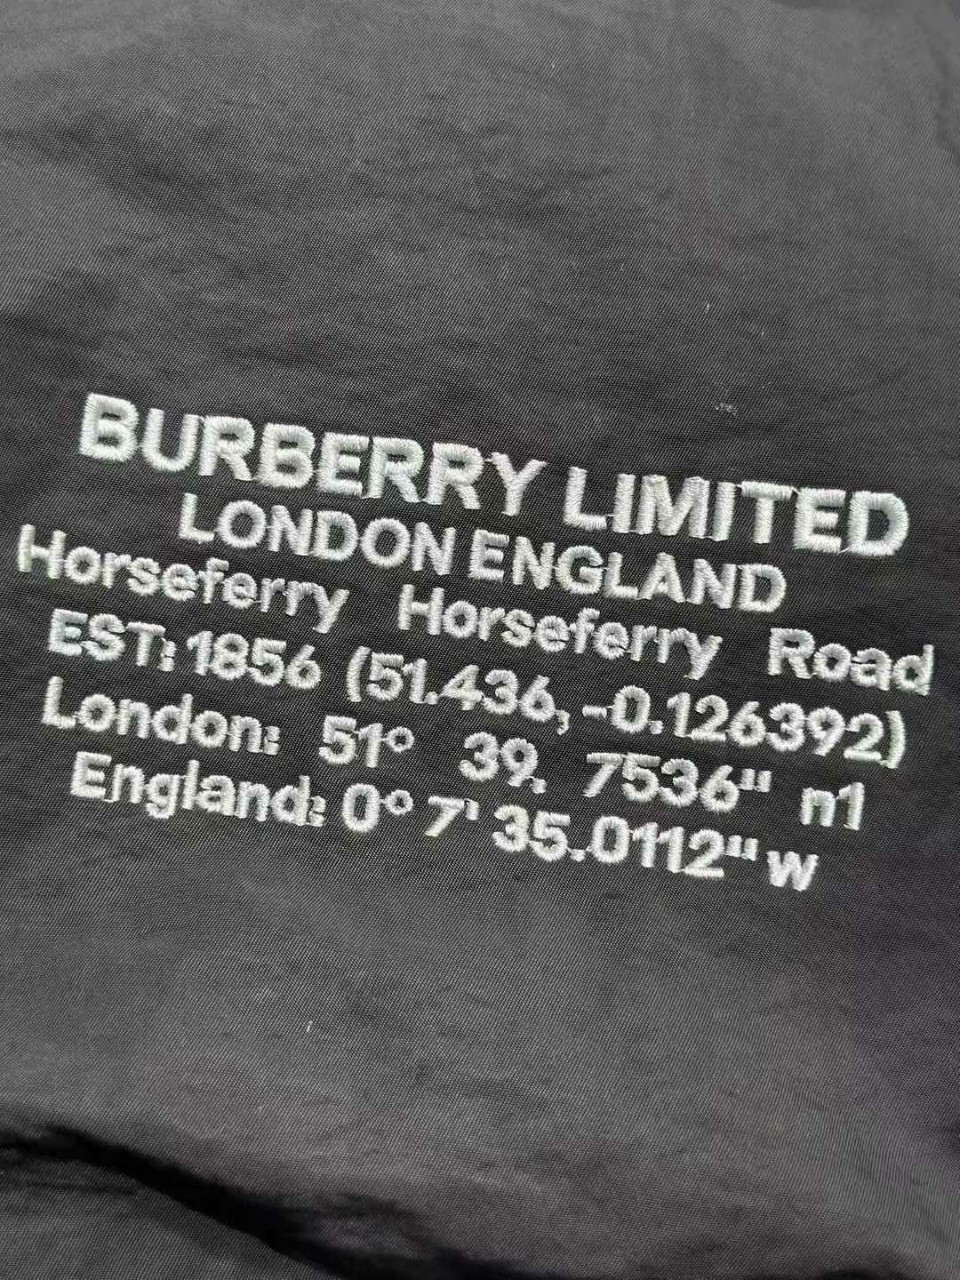 BURBERRY LIMITED
LONDON ENGLAND
Horseferry Horseferry Road
EST: 1856 (51.436, -0.126392)
London: 51° 39. 7536" n1
England: 0° 7' 35.0112" w